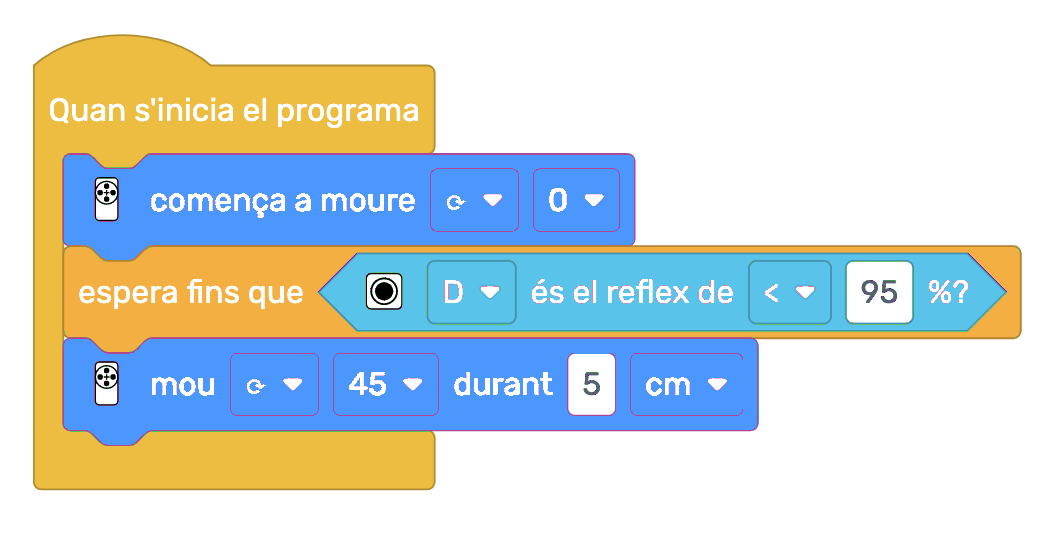 Quan s'inicia el programa
comença a moure ⟳ 0
espera fins que D és el reflex de < 95 %?
mou ⟳ 45 durant 5 cm